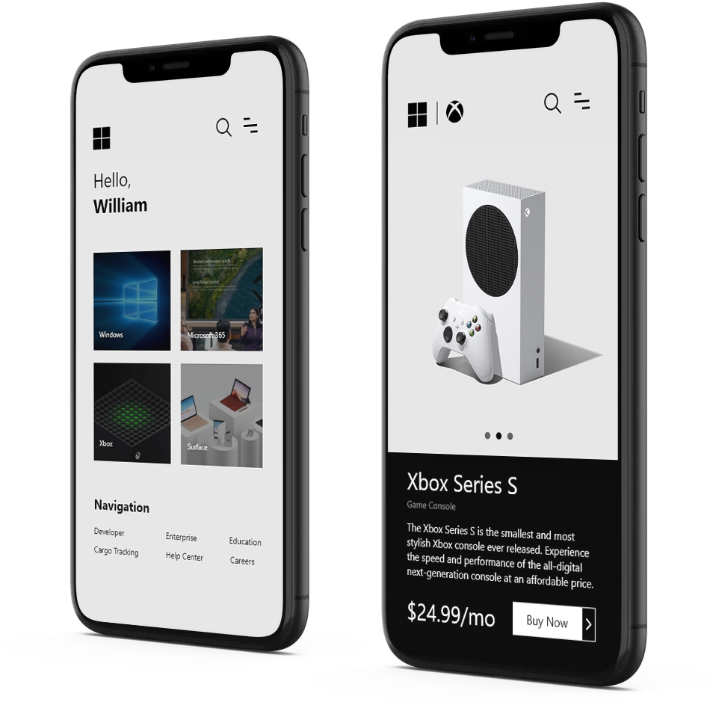 Hello,
William
Windows
Microsoft 365
Xbox
Surface
Navigation
Developer
Enterprise
Education
Cargo Tracking
Help Center
Careers
Xbox Series S
Game Console
The Xbox Series S is the smallest and most
stylish Xbox console ever released. Experience
the speed and performance of the all-digital
next-generation console at an affordable price.
$24.99/mo
Buy Now